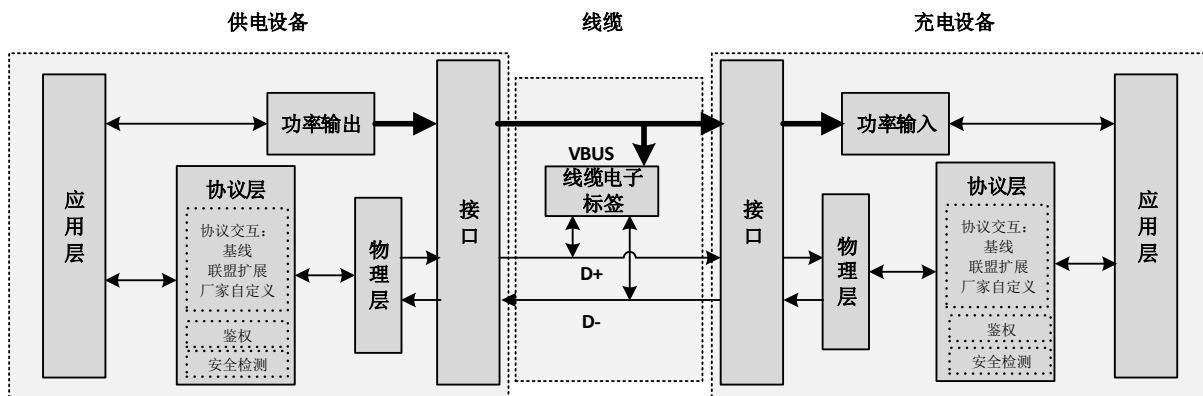 供电设备
线缆
充电设备
应用层
功率输出
协议层
协议交互：
基线
联盟扩展
厂家自定义
鉴权
安全检测
物理层
接口
VBUS
线缆电子
标签
D+
D-
接口
功率输入
物理层
协议层
协议交互：
基线
联盟扩展
厂家自定义
鉴权
安全检测
应用层